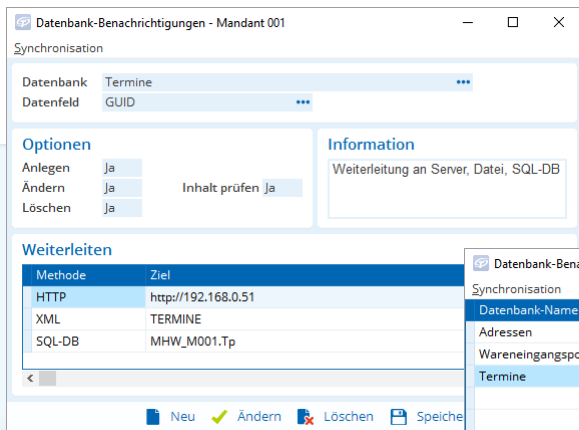 Datenbank-Benachrichtigungen - Mandant 001
Synchronisation
Datenbank Termine
Datenfeld GUID
Optionen
Anlegen Ja
Ändern Ja Inhalt prüfen Ja
Löschen Ja
Information
Weiterleitung an Server, Datei, SQL-DB
Weiterleiten
Methode Ziel
HTTP http://192.168.0.51
XML TERMINE
SQL-DB MHW_M001.Tp
Neu Ändern Löschen Speiche
Datenbank-Bena
Synchronisation
Datenbank-Name
Adressen
Wareneingangspo
Termine